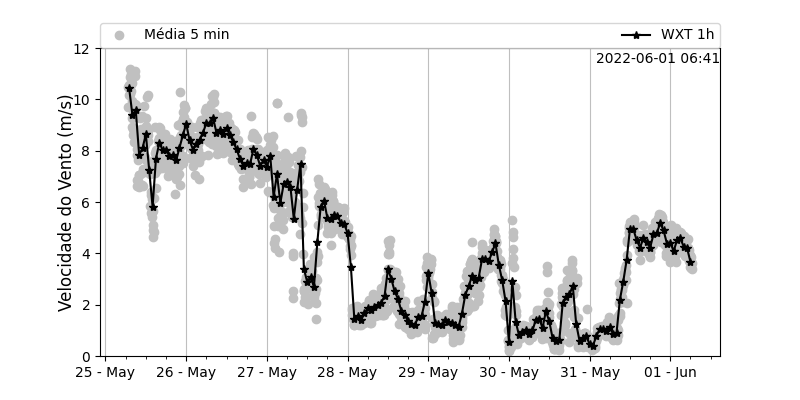 Média 5 min
WXT 1h
2022-06-01 06:41
Velocidade do Vento (m/s)
12
10
8
6
4
2
0
25 - May
26 - May
27 - May
28 - May
29 - May
30 - May
31 - May
01 - Jun